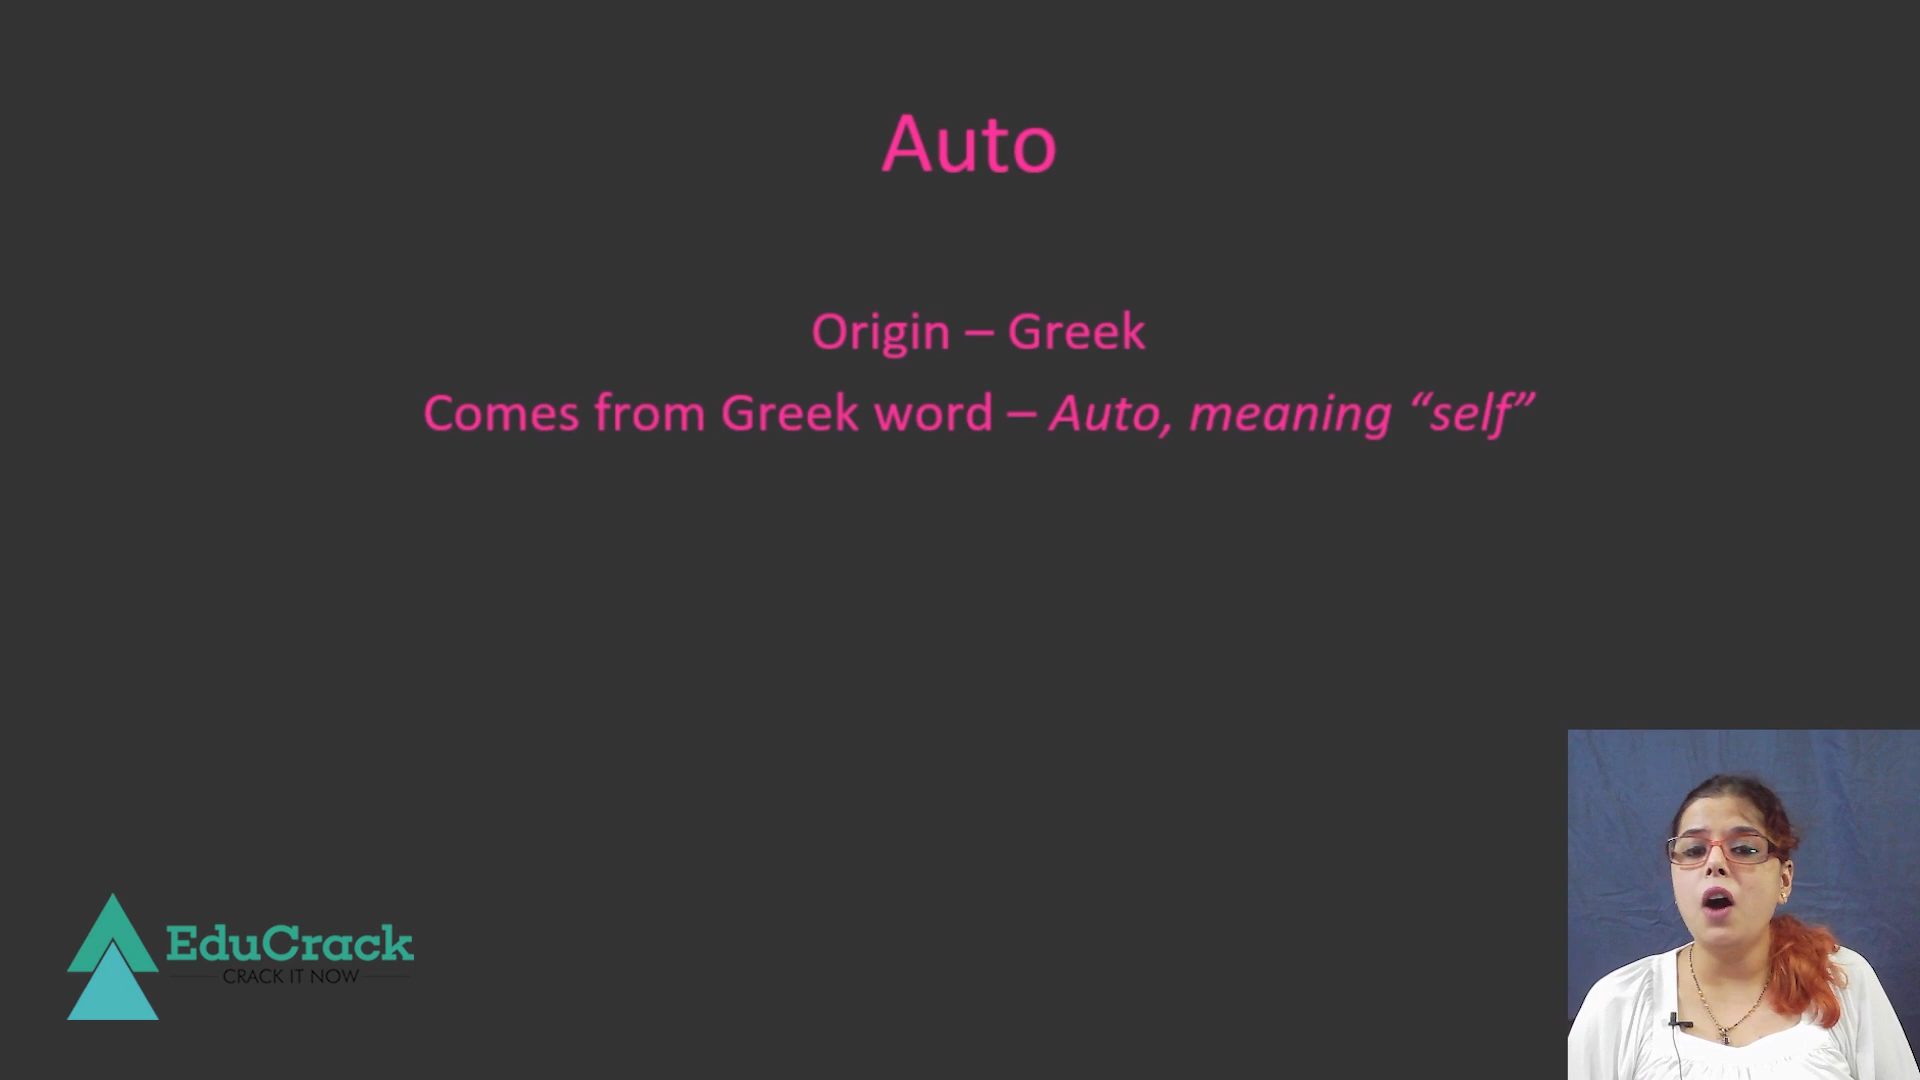 Auto
Origin – Greek
Comes from Greek word – Auto, meaning “self”
EduCrack
CRACK IT NOW